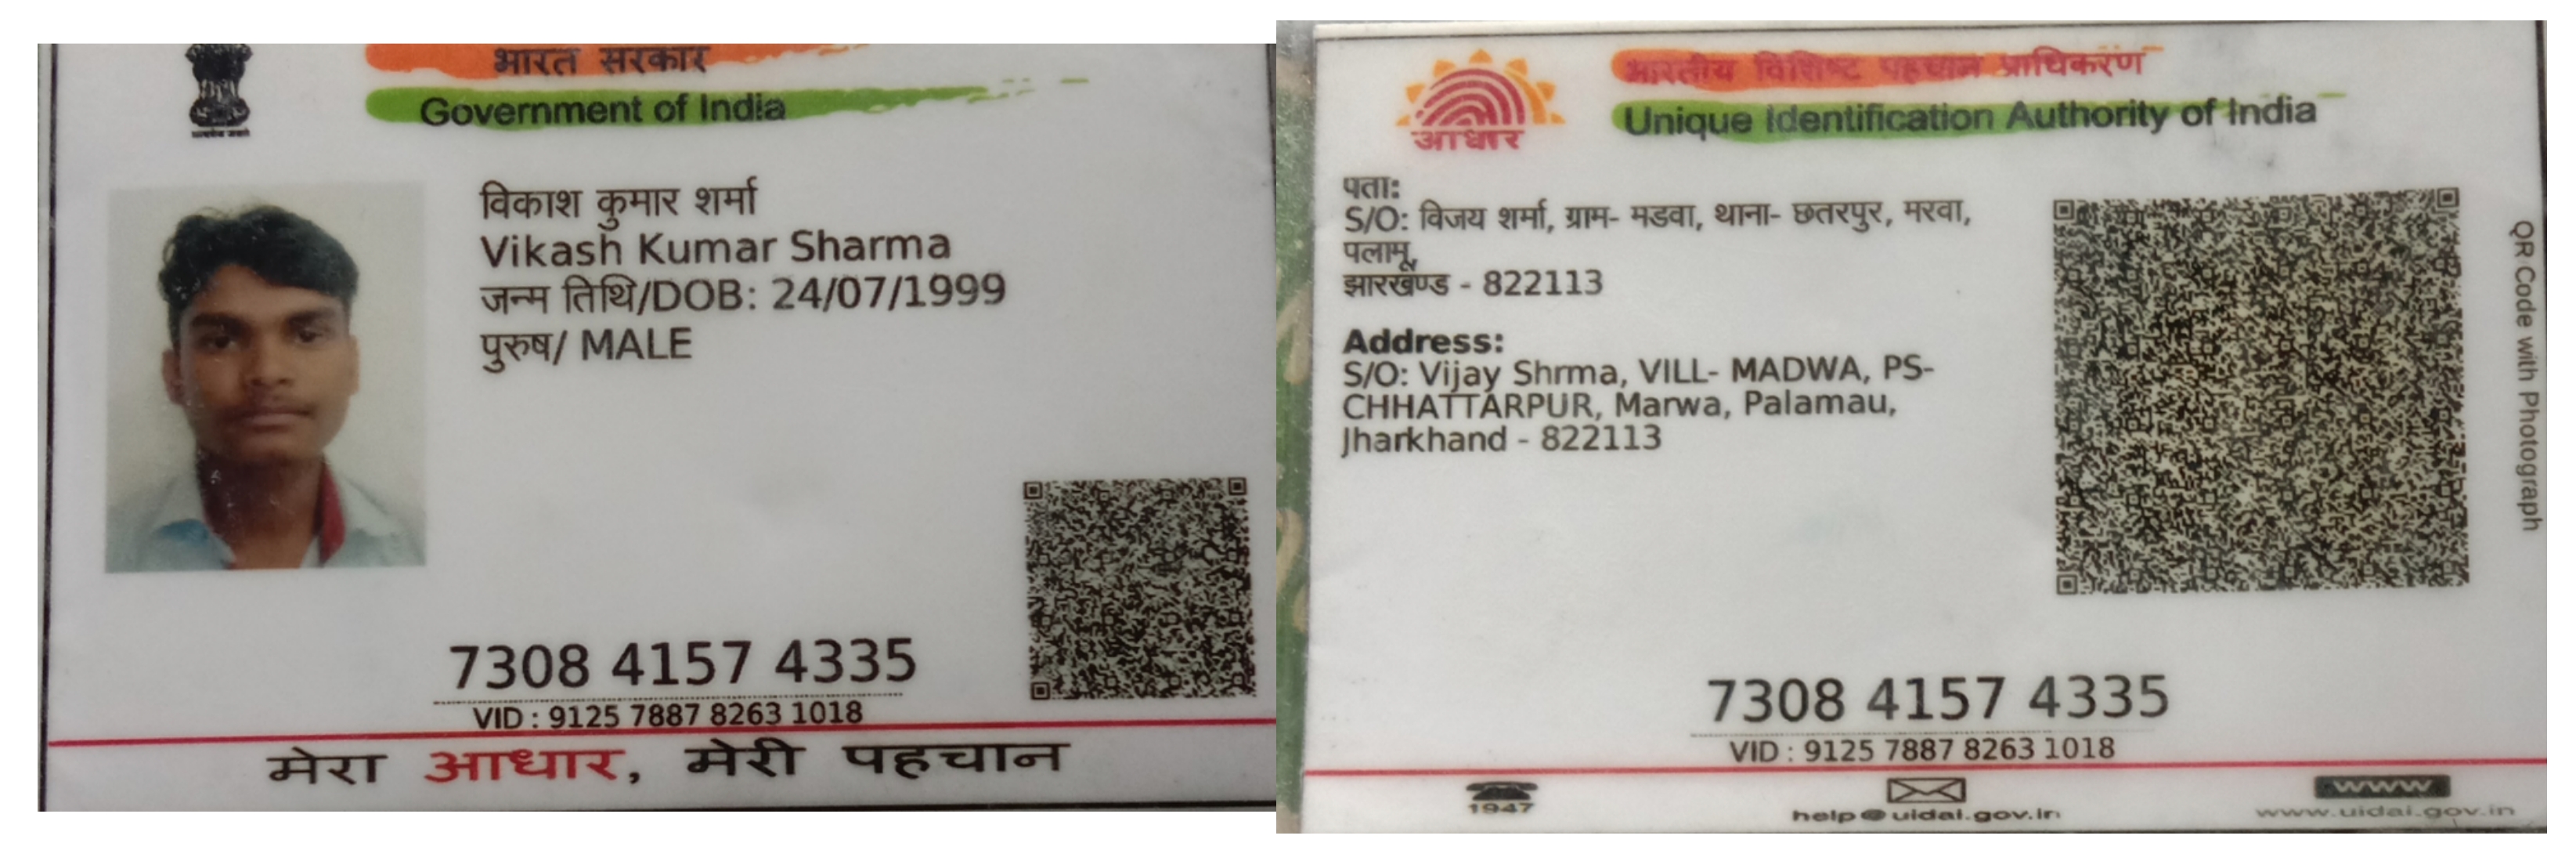 भारत सरकार
Government of India
विकाश कुमार शर्मा
Vikash Kumar Sharma
जन्म तिथि/DOB: 24/07/1999
पुरुष/ MALE
7308 4157 4335
VID : 9125 7887 8263 1018
मेरा आधार, मेरी पहचान
भारतीय विशिष्ट पहचान प्राधिकरण
Unique Identification Authority of India
आधार
पता:
S/O: विजय शर्मा, ग्राम- मडवा, थाना- छतरपुर, मरवा,
पलामू,
झारखण्ड - 822113
Address:
S/O: Vijay Shrma, VILL- MADWA, PS-
CHHATTARPUR, Marwa, Palamau,
Jharkhand - 822113
QR Code with Photograph
7308 4157 4335
VID : 9125 7887 8263 1018
1947
help@uidai.gov.in
www
www.uidai.gov.in